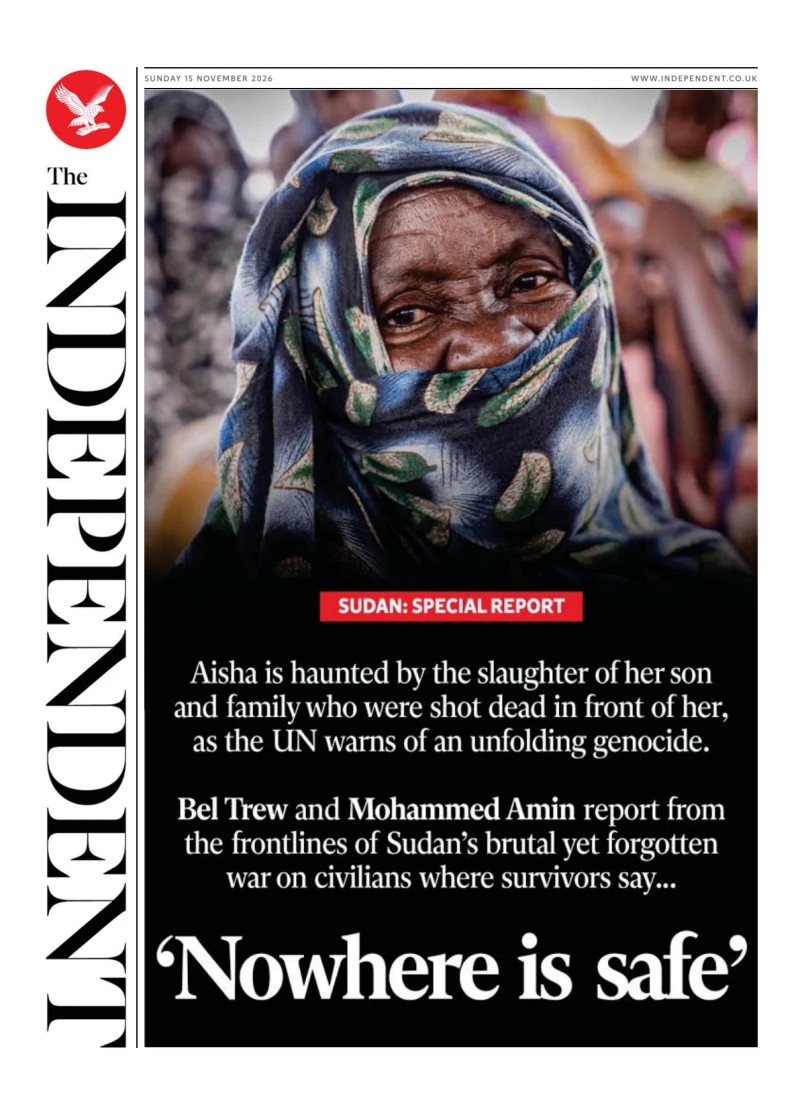 SUNDAY 15 NOVEMBER 2026
WWW.INDEPENDENT.CO.UK
The
INDEPENDENT
SUDAN: SPECIAL REPORT
Aisha is haunted by the slaughter of her son
and family who were shot dead in front of her,
as the UN warns of an unfolding genocide.
Bel Trew and Mohammed Amin report from
the frontlines of Sudan’s brutal yet forgotten
war on civilians where survivors say...
‘Nowhere is safe’